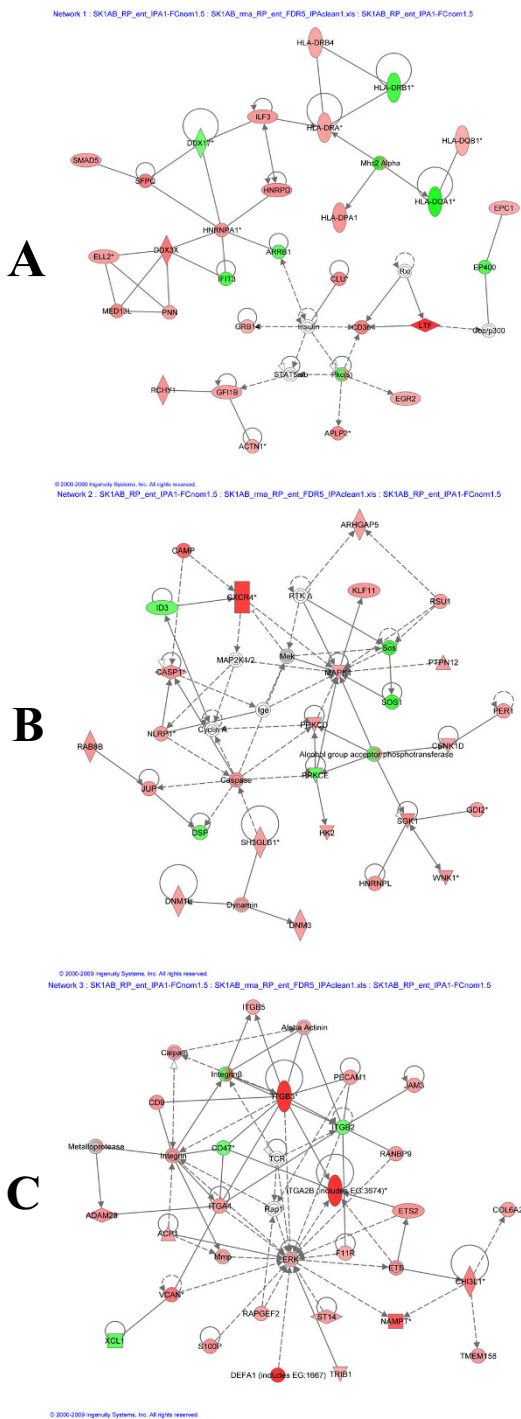 Network 1 : SK1AB_RP_ent_IPA1-FCnom1.5 : SK1AB_rma_RP_ent_FDR5_IPAclean1.xls : SK1AB_RP_ent_IPA1-FCnom1.5
HLA-DRB4
HLA-DRB1*
ILF3
HLA-DRA*
DDX17*
HLA-DQB1*
SMAD5
SFPQ
Mhc2 Alpha
HNRPD
HLA-DQA1*
HLA-DPA1
EPC1
HNRNPA1*
A
ELL2*
DDX3X
ARRB1
IFIT3
EP400
CLU*
Rxr
MED13L
PNN
GRB14
Insulin
CD38*
LTF
Cbp/p300
STAT5a/b
Pkc(s)
RCHY1
GFI1B
EGR2
APLP2*
ACTN1*
© 2000-2009 Ingenuity Systems, Inc. All rights reserved.
Network 2 : SK1AB_RP_ent_IPA1-FCnom1.5 : SK1AB_rma_RP_ent_FDR5_IPAclean1.xls : SK1AB_RP_ent_IPA1-FCnom1.5
ARHGAP5
CAMP
CXCR4*
RTK
KLF11
RSU1
ID3
Mek
Sos
MAP2K4/2
CASP1*
MAPK1
PTPN12
SOS1
Ige
Cyclin A
PRKCD
PER1
B
NLRP1*
Alcohol group acceptor phosphotransferase
CSNK1D
RAB8B
Caspase
PRKCE
JUP
GDI2*
DSP
SH3GLB1*
HK2
SGK1
HNRNPL
WNK1*
DNM1L
Dynamin
DNM3
© 2000-2009 Ingenuity Systems, Inc. All rights reserved.
Network 3 : SK1AB_RP_ent_IPA1-FCnom1.5 : SK1AB_rma_RP_ent_FDR5_IPAclean1.xls : SK1AB_RP_ent_IPA1-FCnom1.5
ITGB5
Alpha Actinin
Calpain
Integrinβ
PECAM1
JAM3
CD9
ITGB3*
ITGB2
Metalloprotease
CD47*
Integrin
TCR
RANBP9
C
ITGA2B (includes EG:3674)*
ADAM28
ITGA4
Rap1
ETS2
COL6A2
ACP1
Mmp
ERK
F11R
ETS
CHI3L1*
VCAN*
RAPGEF2
ST14
NAMPT*
XCL1
S100P
TMEM158
DEFA1 (includes EG:1667)
TRIB1
© 2000-2009 Ingenuity Systems, Inc. All rights reserved.